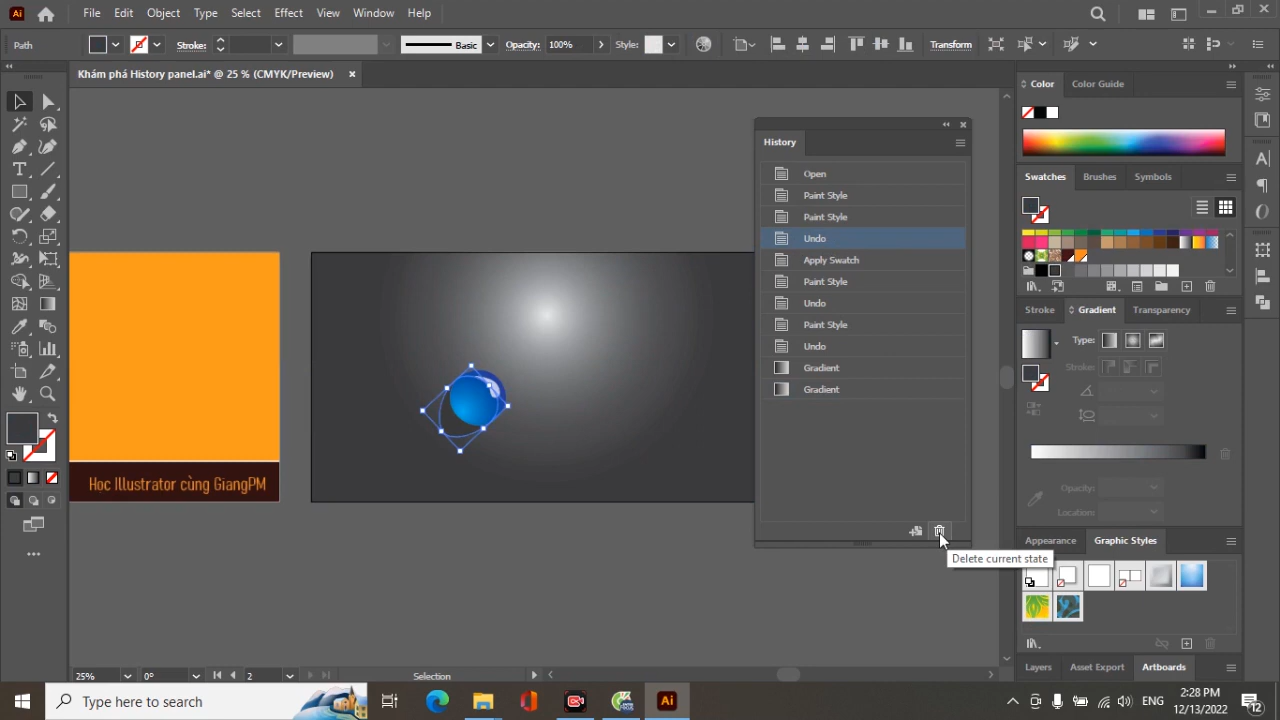 Ai File Edit Object Type Select Effect View Window Help
Path Stroke: Basic Opacity: 100% Style: Transform
Khám phá History panel.ai* @ 25 % (CMYK/Preview)
Color Color Guide
History
Open
Paint Style
Paint Style
Undo
Apply Swatch
Paint Style
Undo
Paint Style
Undo
Gradient
Gradient
Delete current state
Swatches Brushes Symbols
Stroke Gradient Transparency
Type:
Stroke:
Opacity:
Location:
Appearance Graphic Styles
Layers Asset Export Artboards
Học Illustrator cùng GiangPM
25% 0° 2 Selection
Type here to search
Ai
ENG
2:28 PM
12/13/2022
12